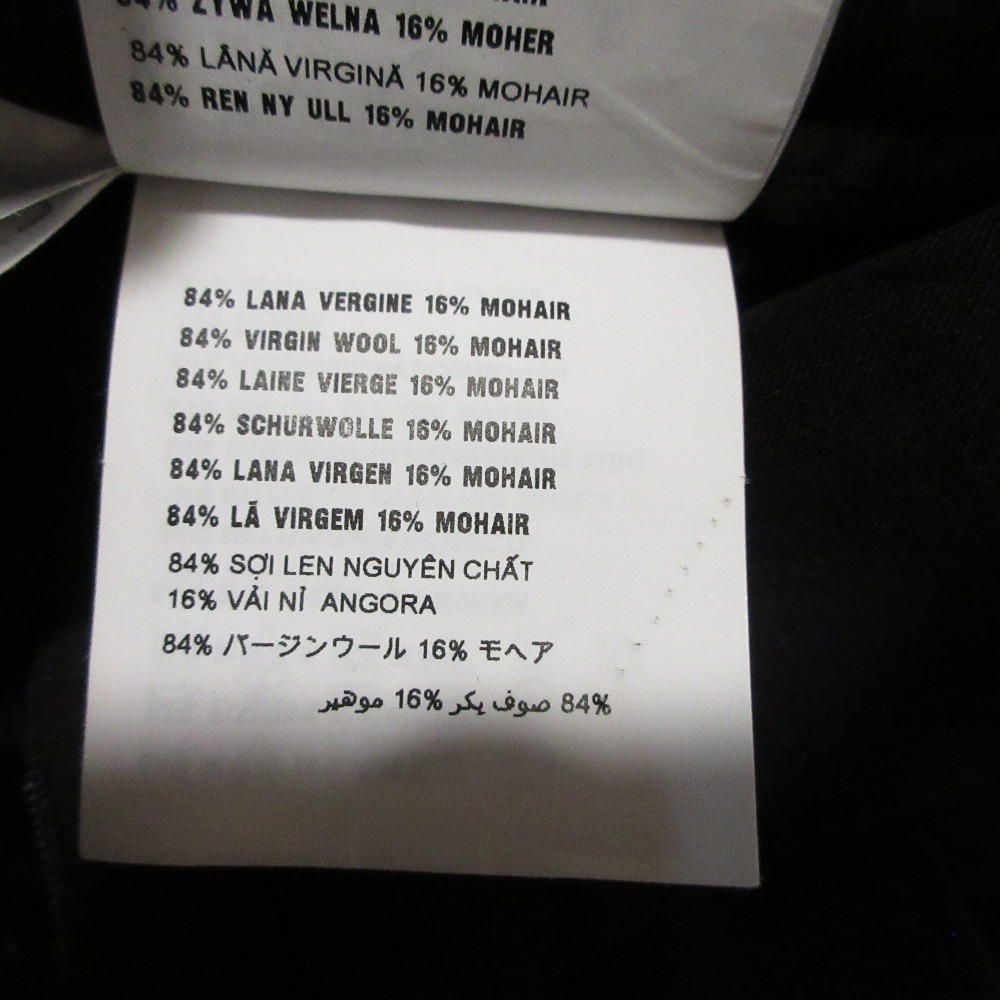 84% ŻYWA WEŁNA 16% MOHER
84% LÂNĂ VIRGINĂ 16% MOHAIR
84% REN NY ULL 16% MOHAIR
84% LANA VERGINE 16% MOHAIR
84% VIRGIN WOOL 16% MOHAIR
84% LAINE VIERGE 16% MOHAIR
84% SCHURWOLLE 16% MOHAIR
84% LANA VIRGEN 16% MOHAIR
84% LÃ VIRGEM 16% MOHAIR
84% SỢI LEN NGUYÊN CHẤT
16% VẢI NỈ ANGORA
84% バージンウール 16% モヘア
84% صوف بكر 16% موهير